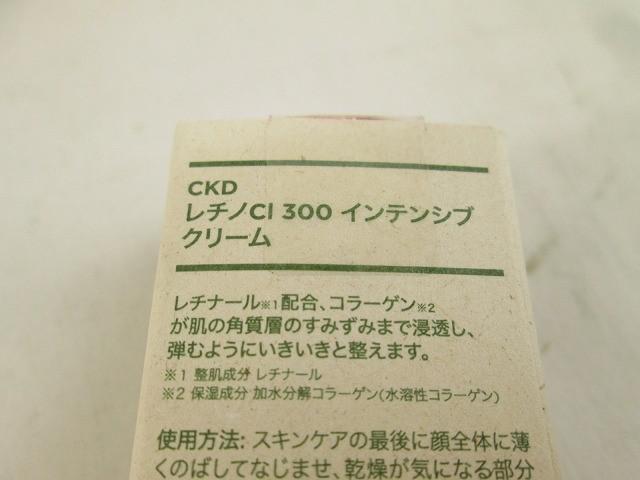 CKD
レチノCI 300 インテンシブ
クリーム
レチナール※1配合、コラーゲン※2
が肌の角質層のすみずみまで浸透し、
弾むようにいきいきと整えます。
※1 整肌成分 レチナール
※2 保湿成分 加水分解コラーゲン(水溶性コラーゲン)
使用方法: スキンケアの最後に顔全体に薄
くのばしてなじませ、乾燥が気になる部分